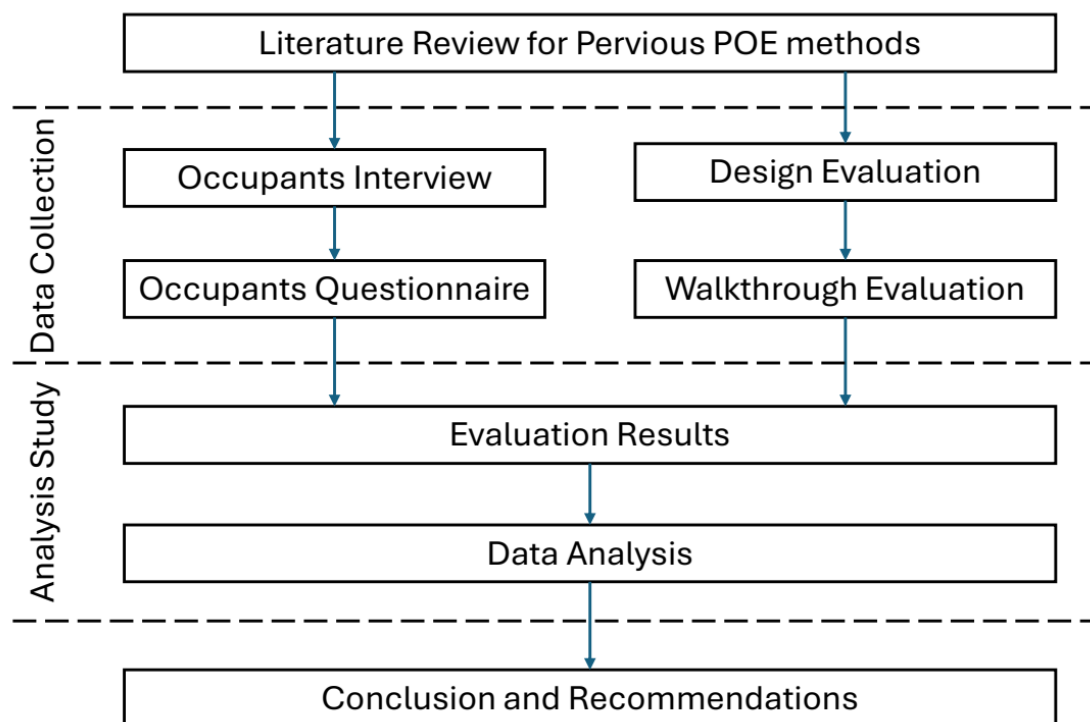 Literature Review for Pervious POE methods
Data Collection
Occupants Interview
Design Evaluation
Occupants Questionnaire
Walkthrough Evaluation
Analysis Study
Evaluation Results
Data Analysis
Conclusion and Recommendations